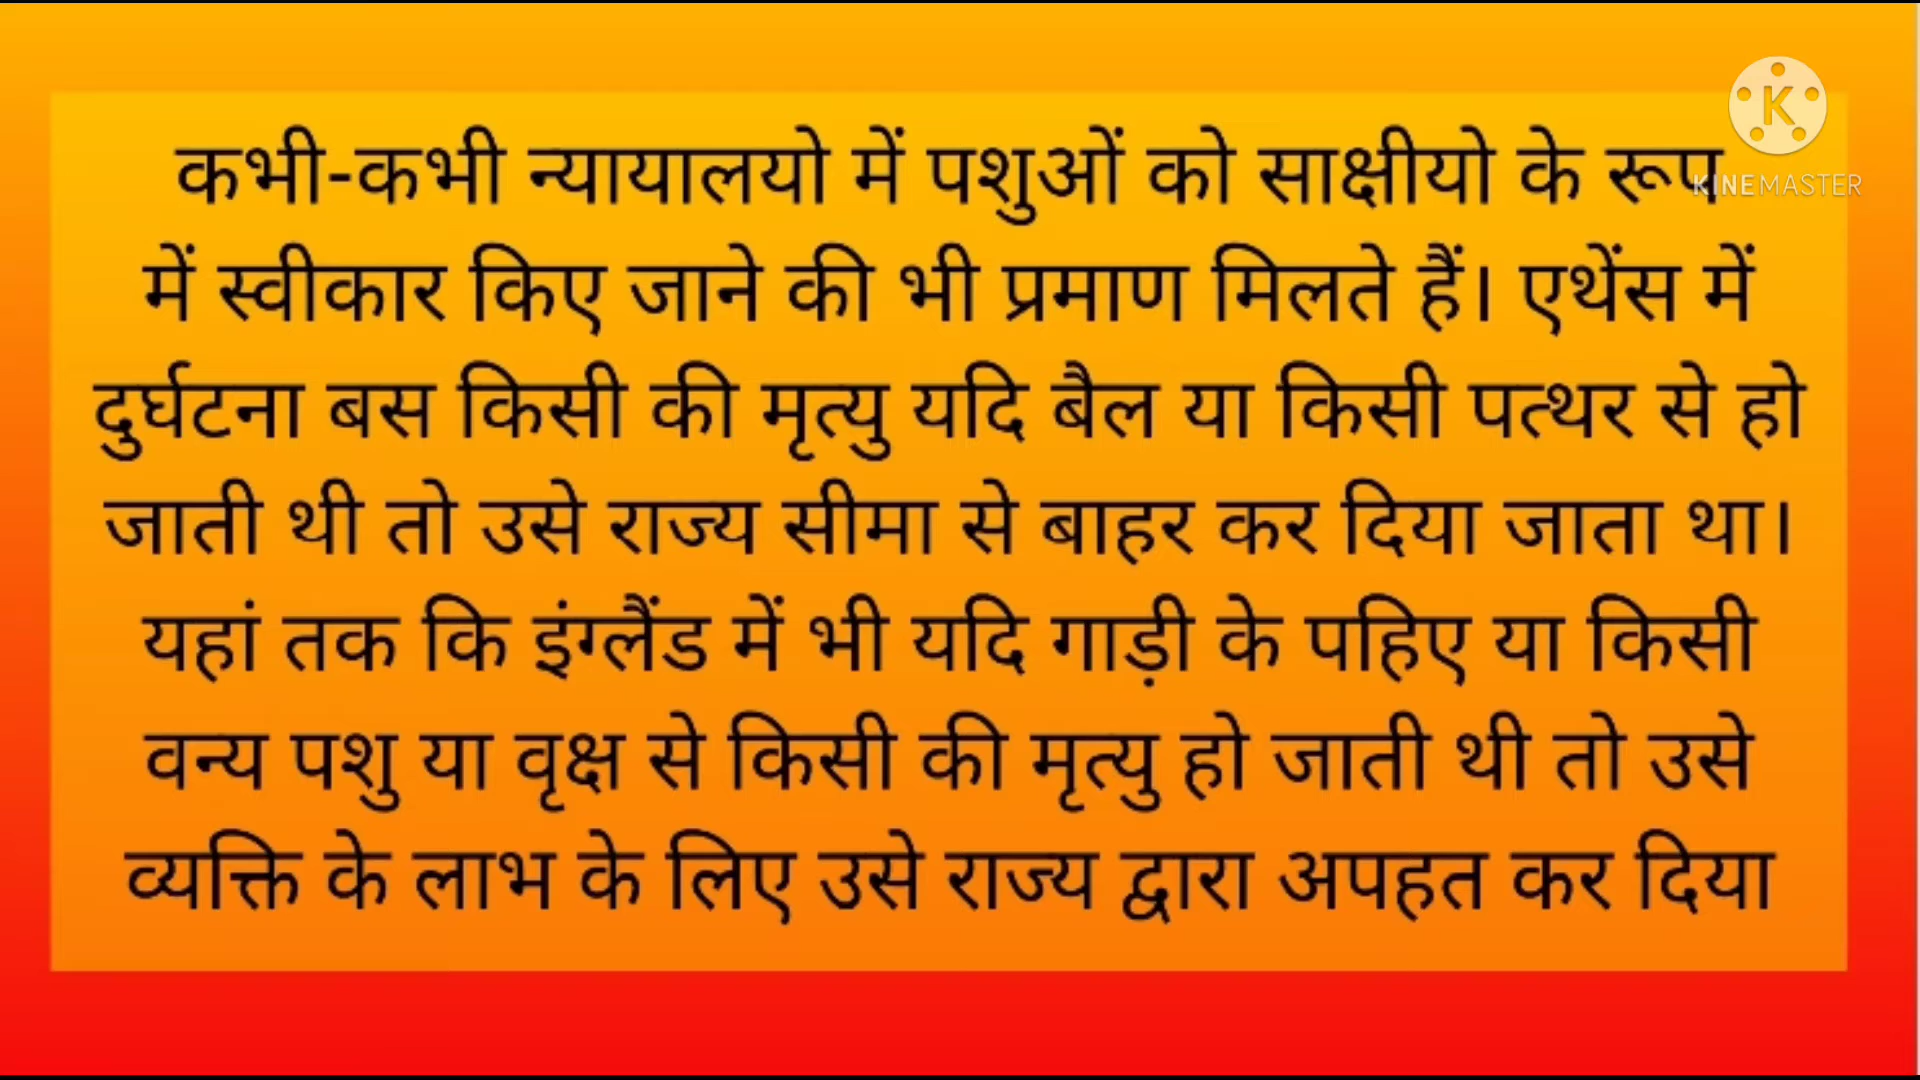 कभी-कभी न्यायालयो में पशुओं को साक्षीयो के रूप
में स्वीकार किए जाने की भी प्रमाण मिलते हैं। एथेंस में
दुर्घटना बस किसी की मृत्यु यदि बैल या किसी पत्थर से हो
जाती थी तो उसे राज्य सीमा से बाहर कर दिया जाता था।
यहां तक कि इंग्लैंड में भी यदि गाड़ी के पहिए या किसी
वन्य पशु या वृक्ष से किसी की मृत्यु हो जाती थी तो उसे
व्यक्ति के लाभ के लिए उसे राज्य द्वारा अपहत कर दिया
K
KINEMASTER